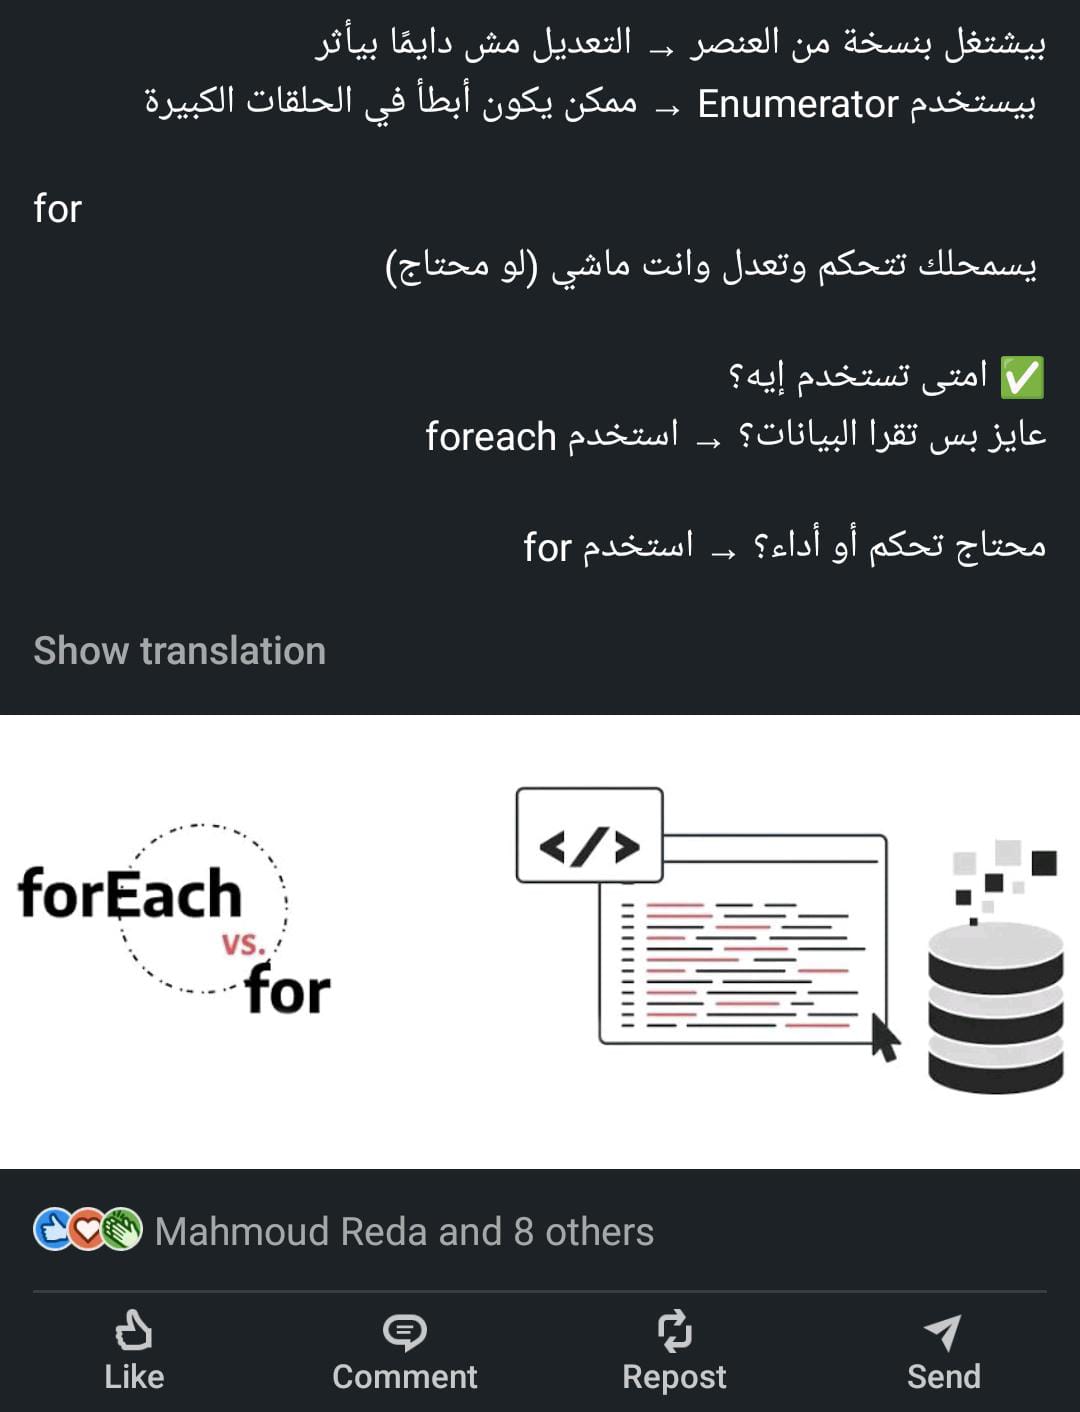 بيشتغل بنسخة من العنصر → التعديل مش دايمًا بيأثر
بيستخدم Enumerator → ممكن يكون أبطأ في الحلقات الكبيرة
for
يسمحلك تتحكم وتعدل وانت ماشي (لو محتاج)
✅ امتى تستخدم إيه؟
عايز بس تقرا البيانات؟ → استخدم foreach
محتاج تحكم أو أداء؟ → استخدم for
Show translation
forEach
vs.
for
</>
Mahmoud Reda and 8 others
Like
Comment
Repost
Send